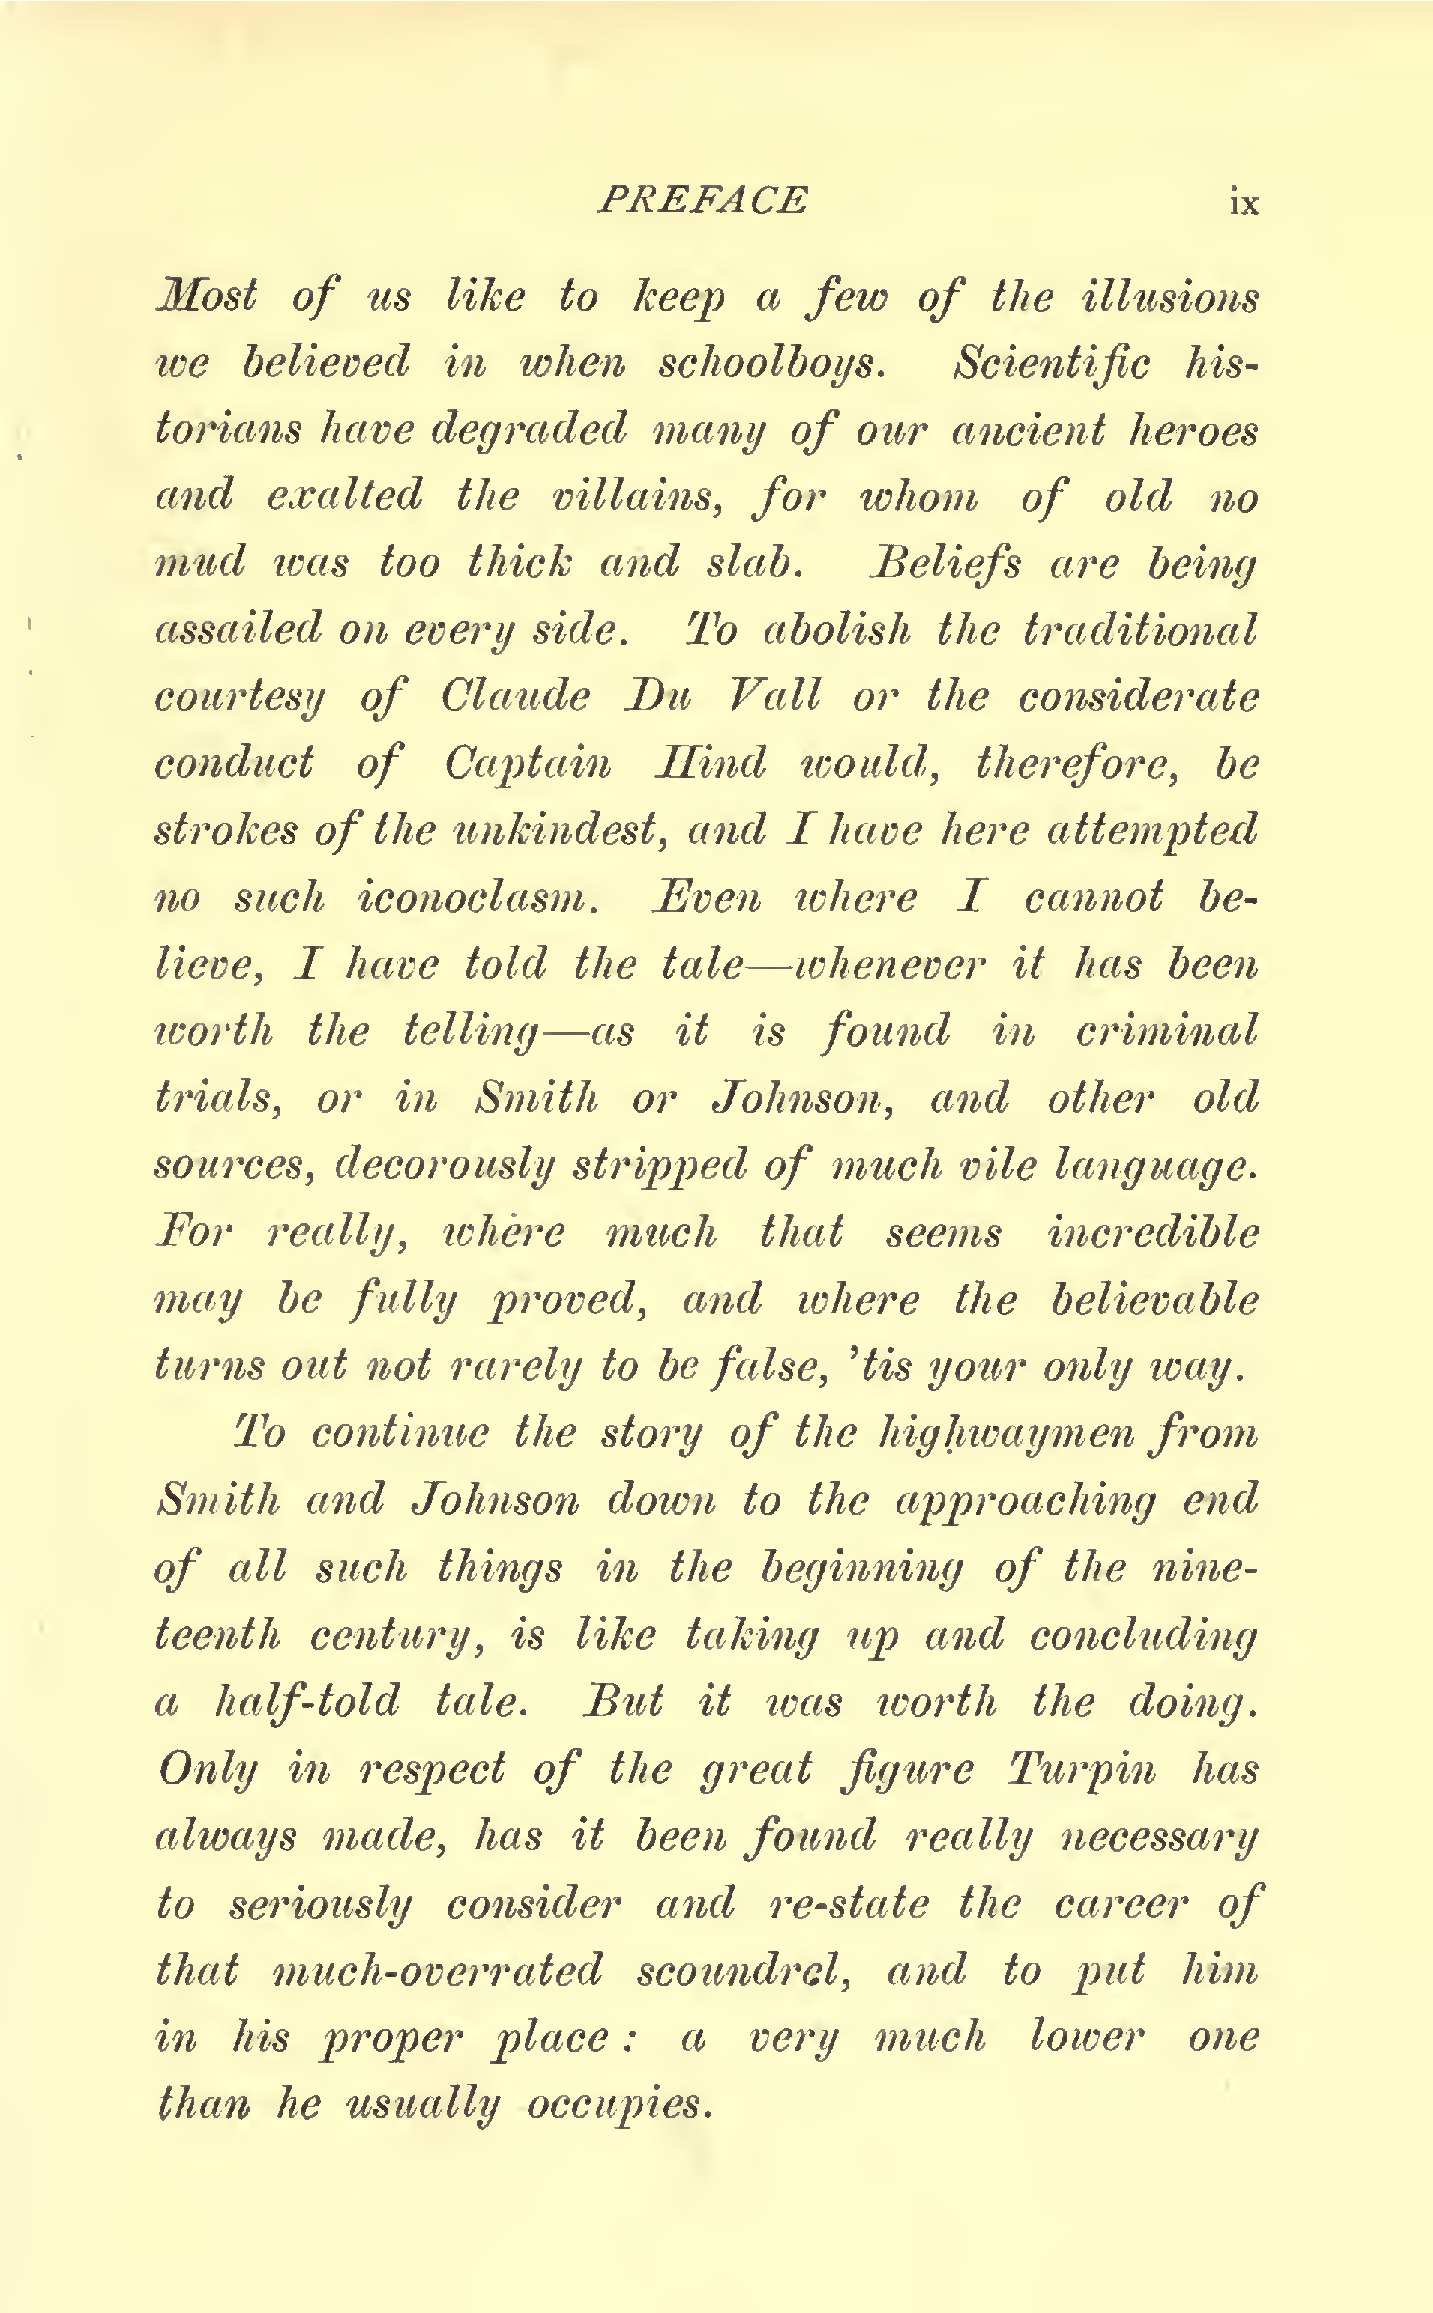 PREFACE ix
Most of us like to keep a few of the illusions
we believed in when schoolboys. Scientific his-
torians have degraded many of our ancient heroes
and exalted the villains, for whom of old no
mud was too thick and slab. Beliefs are being
assailed on every side. To abolish the traditional
courtesy of Claude Du Vall or the considerate
conduct of Captain Hind would, therefore, be
strokes of the unkindest, and I have here attempted
no such iconoclasm. Even where I cannot be-
lieve, I have told the tale—whenever it has been
worth the telling—as it is found in criminal
trials, or in Smith or Johnson, and other old
sources, decorously stripped of much vile language.
For really, where much that seems incredible
may be fully proved, and where the believable
turns out not rarely to be false, 'tis your only way.
To continue the story of the highwaymen from
Smith and Johnson down to the approaching end
of all such things in the beginning of the nine-
teenth century, is like taking up and concluding
a half-told tale. But it was worth the doing.
Only in respect of the great figure Turpin has
always made, has it been found really necessary
to seriously consider and re-state the career of
that much-overrated scoundrel, and to put him
in his proper place : a very much lower one
than he usually occupies.